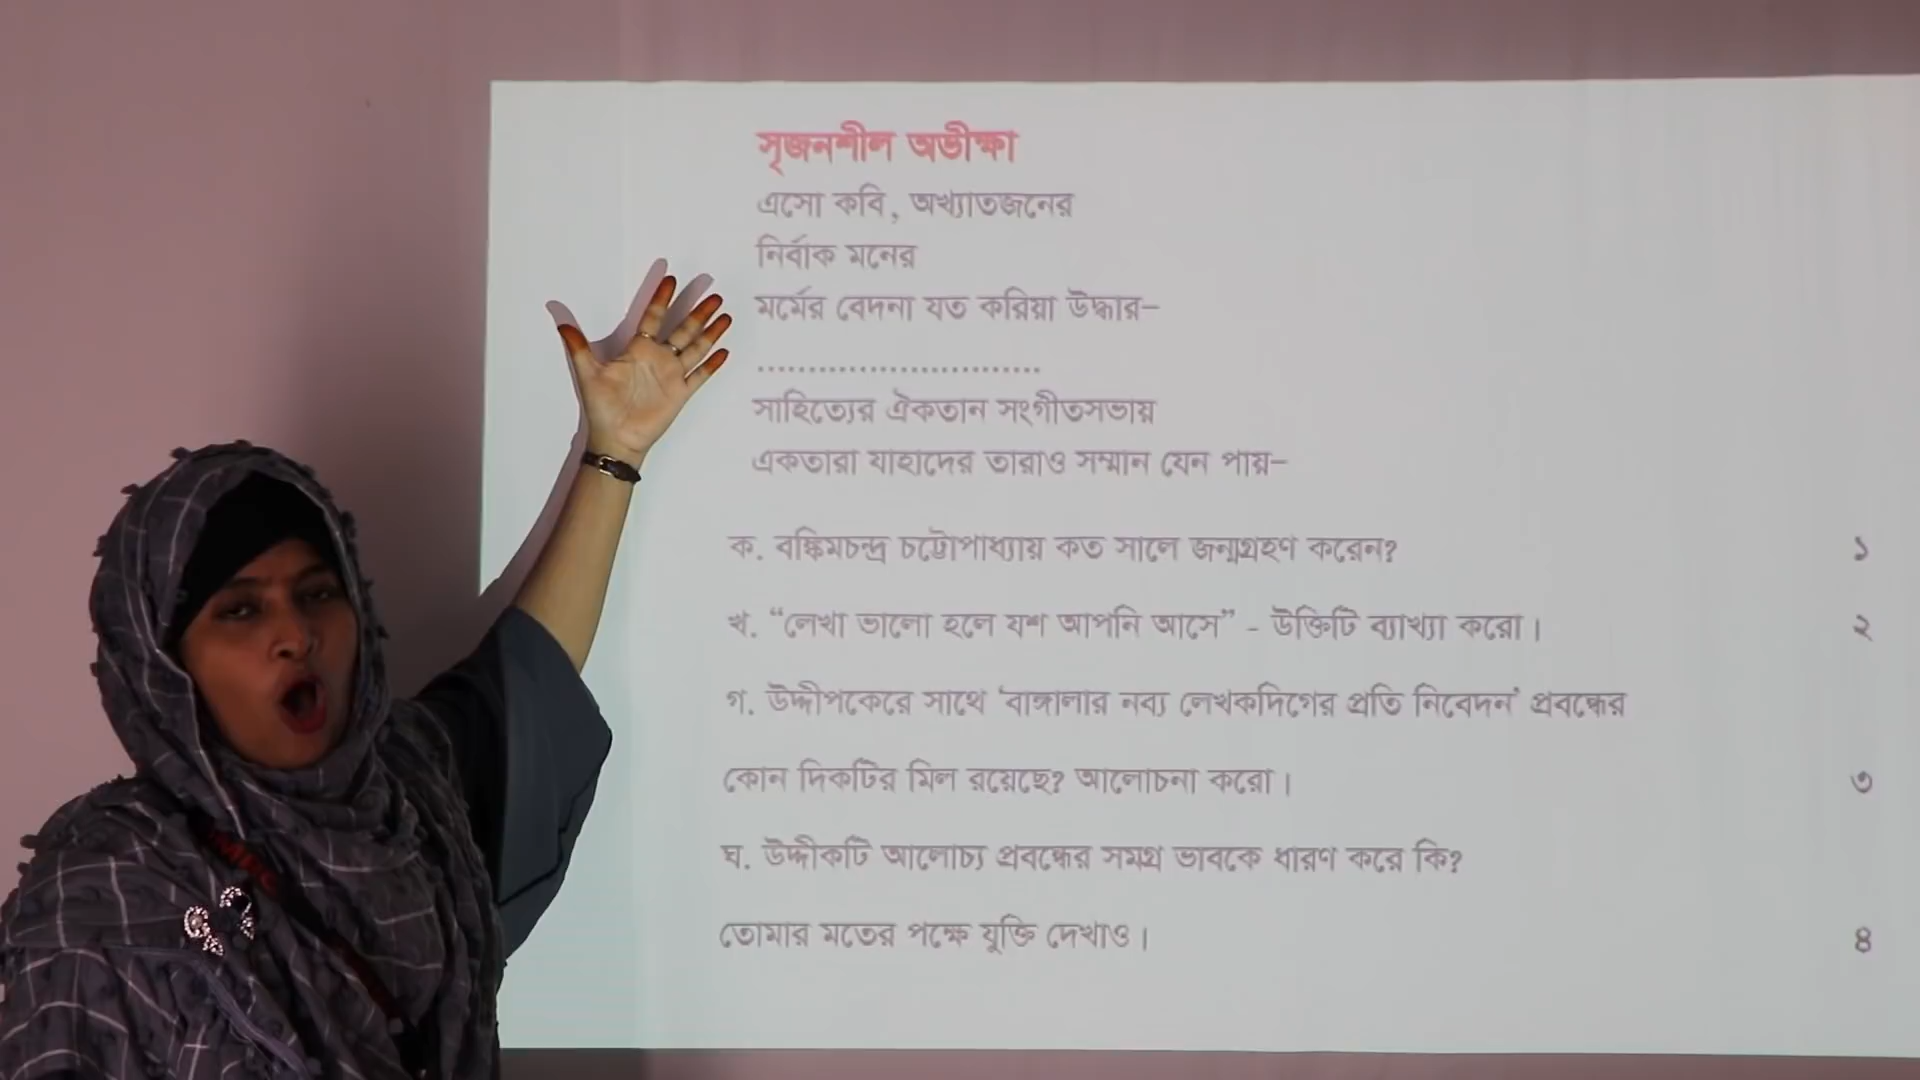 সৃজনশীল অভীক্ষা
এসো কবি, অখ্যাতজনের
নির্বাক মনের
মর্মের বেদনা যত করিয়া উদ্ধার–
...........................
সাহিত্যের ঐকতান সংগীতসভায়
একতারা যাহাদের তারাও সম্মান যেন পায়–
ক. বঙ্কিমচন্দ্র চট্টোপাধ্যায় কত সালে জন্মগ্রহণ করেন? ১
খ. “লেখা ভালো হলে যশ আপনি আসে” - উক্তিটি ব্যাখ্যা করো। ২
গ. উদ্দীপকেরে সাথে ‘বাঙ্গালার নব্য লেখকদিগের প্রতি নিবেদন’ প্রবন্ধের
কোন দিকটির মিল রয়েছে? আলোচনা করো। ৩
ঘ. উদ্দীকটি আলোচ্য প্রবন্ধের সমগ্র ভাবকে ধারণ করে কি?
তোমার মতের পক্ষে যুক্তি দেখাও। ৪